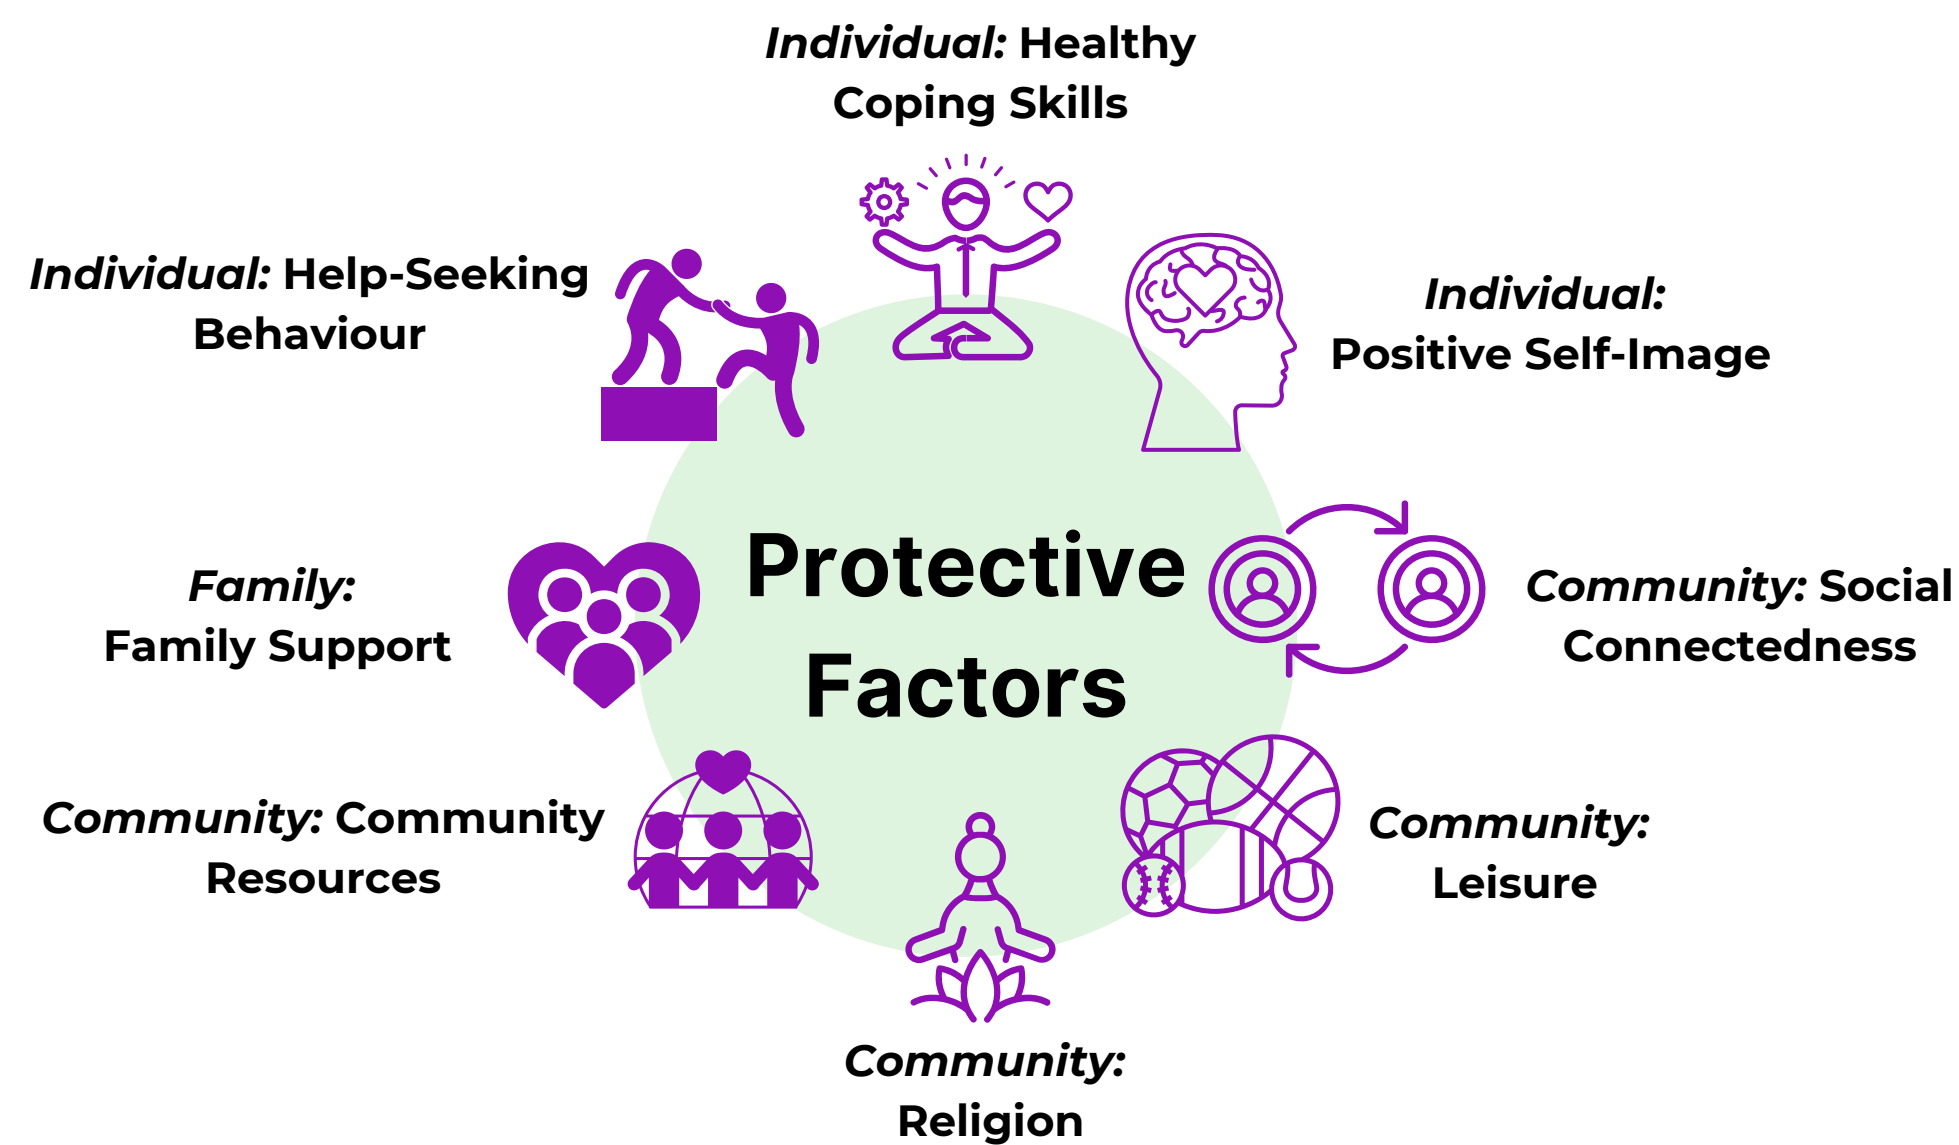 Individual: Healthy
Coping Skills
Individual: Help-Seeking
Behaviour
Individual:
Positive Self-Image
Protective
Factors
Family:
Family Support
Community: Social
Connectedness
Community: Community
Resources
Community:
Leisure
Community:
Religion